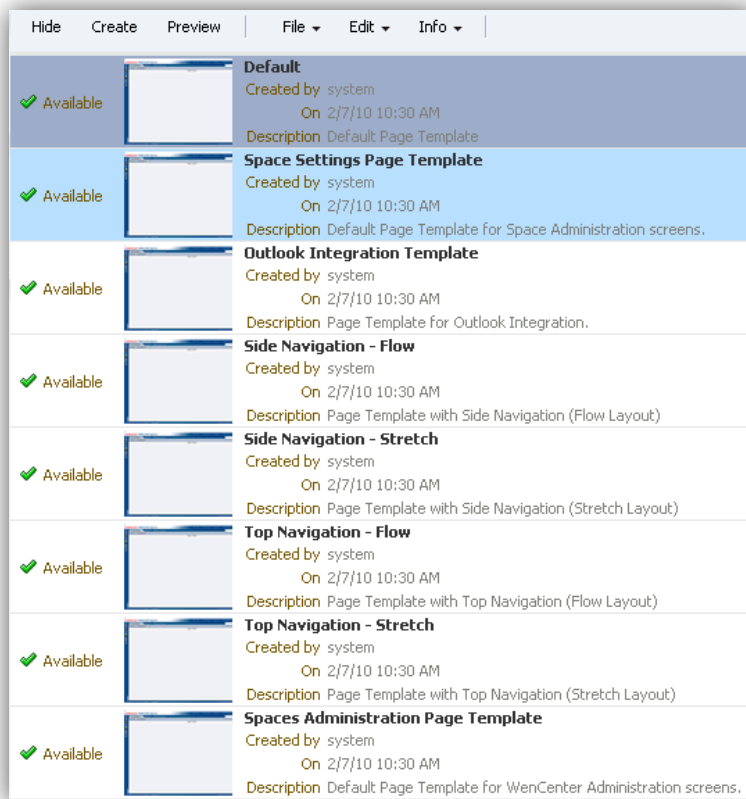 Hide Create Preview File Edit Info
Default
Created by system
Available
On 2/7/10 10:30 AM
Description Default Page Template
Space Settings Page Template
Created by system
Available
On 2/7/10 10:30 AM
Description Default Page Template for Space Administration screens.
Outlook Integration Template
Created by system
Available
On 2/7/10 10:30 AM
Description Page Template for Outlook Integration.
Side Navigation - Flow
Created by system
Available
On 2/7/10 10:30 AM
Description Page Template with Side Navigation (Flow Layout)
Side Navigation - Stretch
Created by system
Available
On 2/7/10 10:30 AM
Description Page Template with Side Navigation (Stretch Layout)
Top Navigation - Flow
Created by system
Available
On 2/7/10 10:30 AM
Description Page Template with Top Navigation (Flow Layout)
Top Navigation - Stretch
Created by system
Available
On 2/7/10 10:30 AM
Description Page Template with Top Navigation (Stretch Layout)
Spaces Administration Page Template
Created by system
Available
On 2/7/10 10:30 AM
Description Default Page Template for WenCenter Administration screens.